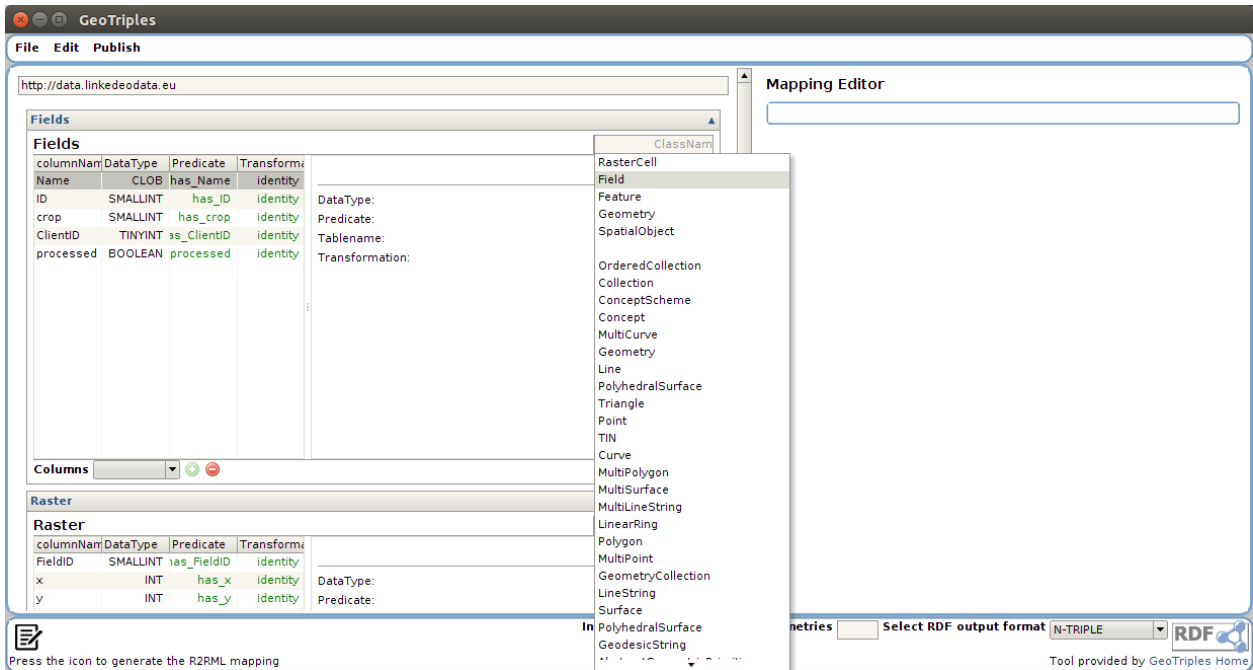 GeoTriples
File Edit Publish
http://data.linkedeodata.eu
Mapping Editor
Fields
Fields
ClassNam
columnNam DataType Predicate Transforma
Name CLOB has_Name identity
ID SMALLINT has_ID identity
crop SMALLINT has_crop identity
ClientID TINYINT as_ClientID identity
processed BOOLEAN processed identity
DataType:
Predicate:
Tablename:
Transformation:
RasterCell
Field
Feature
Geometry
SpatialObject
OrderedCollection
Collection
ConceptScheme
Concept
MultiCurve
Geometry
Line
PolyhedralSurface
Triangle
Point
TIN
Curve
MultiPolygon
MultiSurface
MultiLineString
LinearRing
Polygon
MultiPoint
GeometryCollection
LineString
Surface
PolyhedralSurface
GeodesicString
Columns
Raster
Raster
columnNam DataType Predicate Transforma
FieldID SMALLINT has_FieldID identity
x INT has_x identity
y INT has_y identity
DataType:
Predicate:
In
metries
Select RDF output format N-TRIPLE
RDF
Press the icon to generate the R2RML mapping
Tool provided by GeoTriples Home